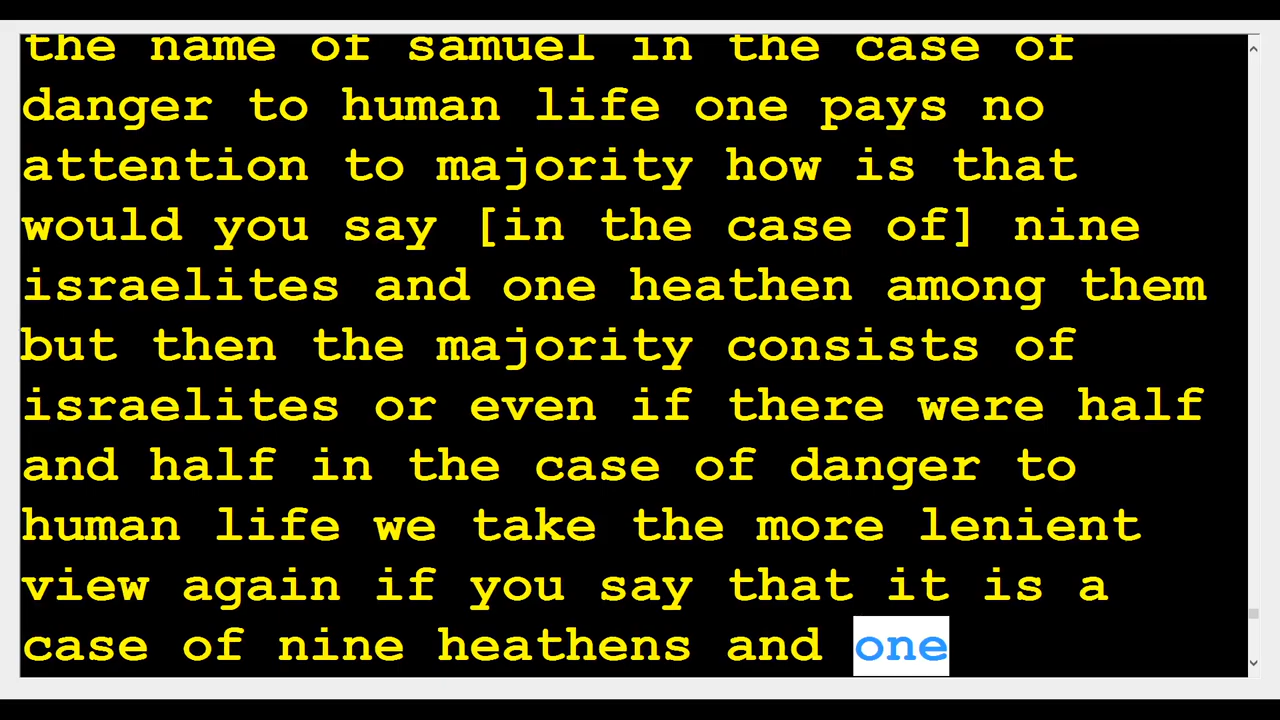 the name of samuel in the case of
danger to human life one pays no
attention to majority how is that
would you say [in the case of] nine
israelites and one heathen among them
but then the majority consists of
israelites or even if there were half
and half in the case of danger to
human life we take the more lenient
view again if you say that it is a
case of nine heathens and one